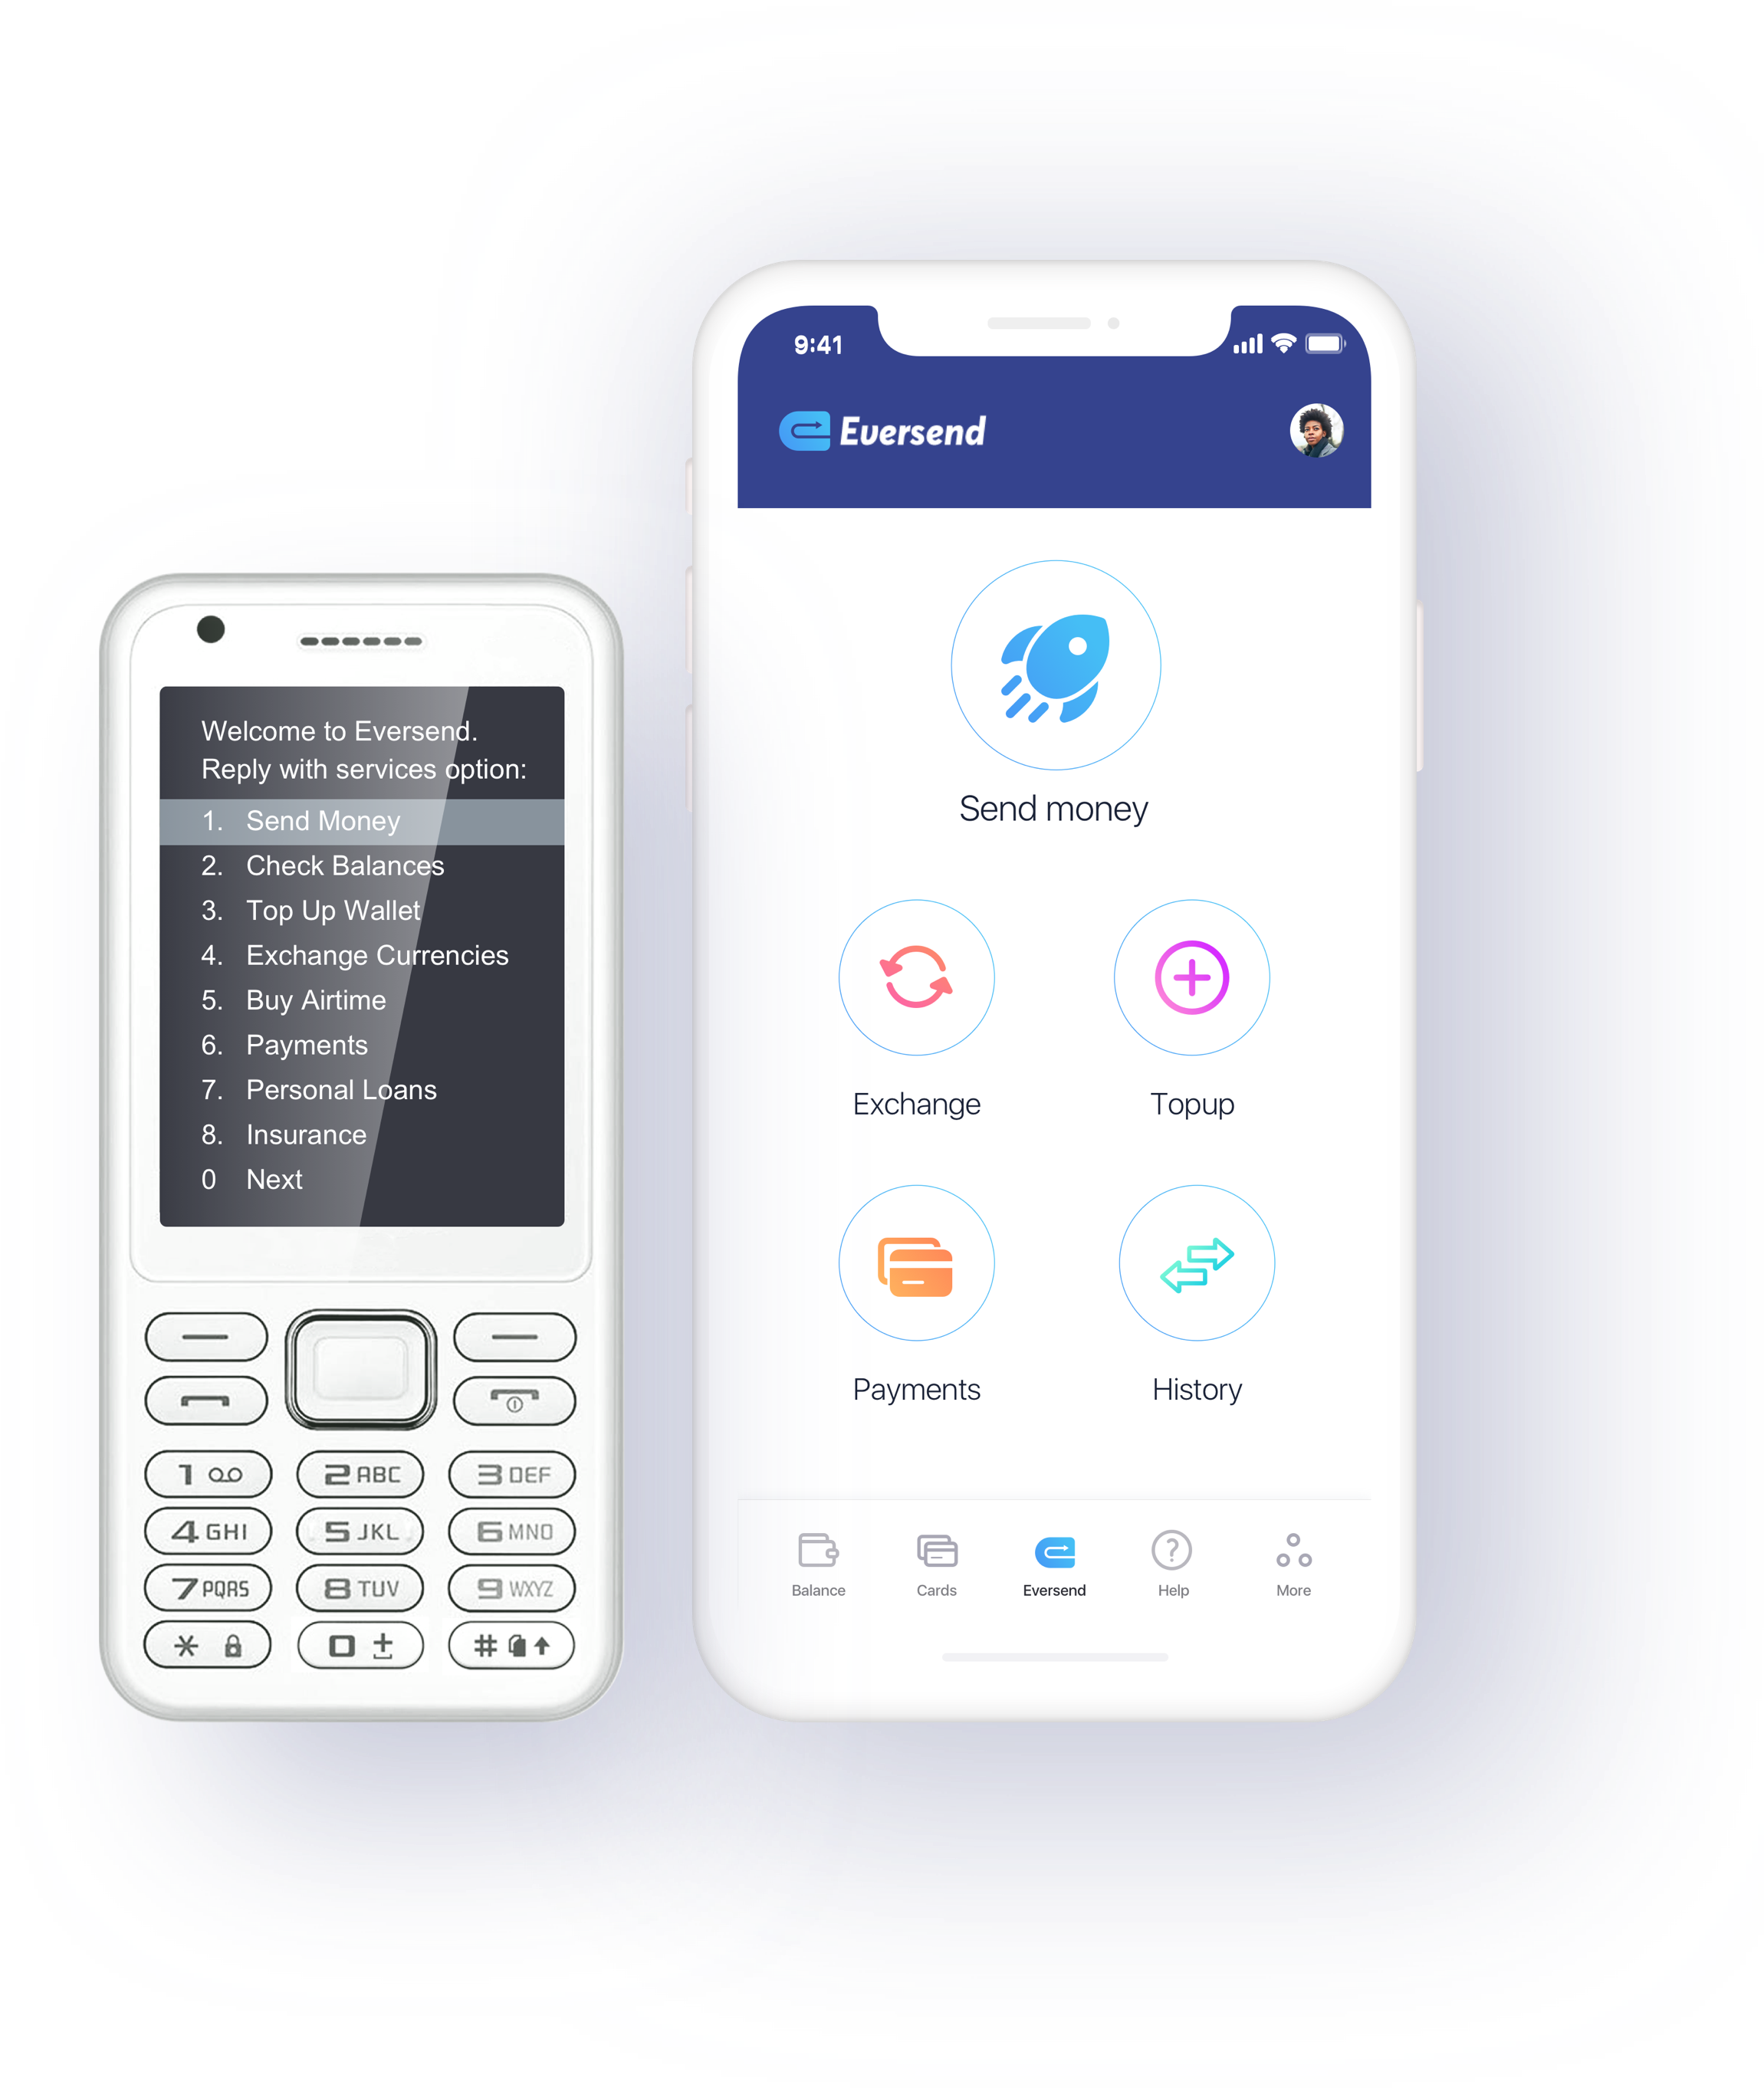 Welcome to Eversend.
Reply with services option:
1. Send Money
2. Check Balances
3. Top Up Wallet
4. Exchange Currencies
5. Buy Airtime
6. Payments
7. Personal Loans
8. Insurance
0 Next
1
2 ABC
3 DEF
4 GHI
5 JKL
6 MNO
7 PQRS
8 TUV
9 WXYZ
*
0 +
#
9:41
Eversend
Send money
Exchange
Topup
Payments
History
Balance
Cards
Eversend
Help
More